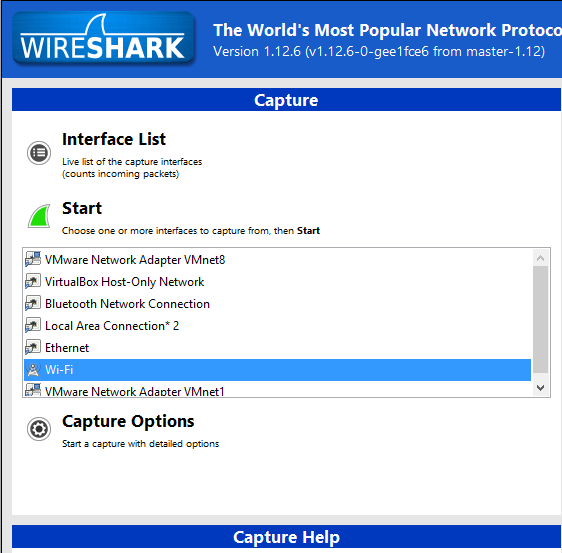 WIRESHARK
The World's Most Popular Network Protoco
Version 1.12.6 (v1.12.6-0-gee1fce6 from master-1.12)
Capture
Interface List
Live list of the capture interfaces
(counts incoming packets)
Start
Choose one or more interfaces to capture from, then Start
VMware Network Adapter VMnet8
VirtualBox Host-Only Network
Bluetooth Network Connection
Local Area Connection* 2
Ethernet
Wi-Fi
VMware Network Adapter VMnet1
Capture Options
Start a capture with detailed options
Capture Help